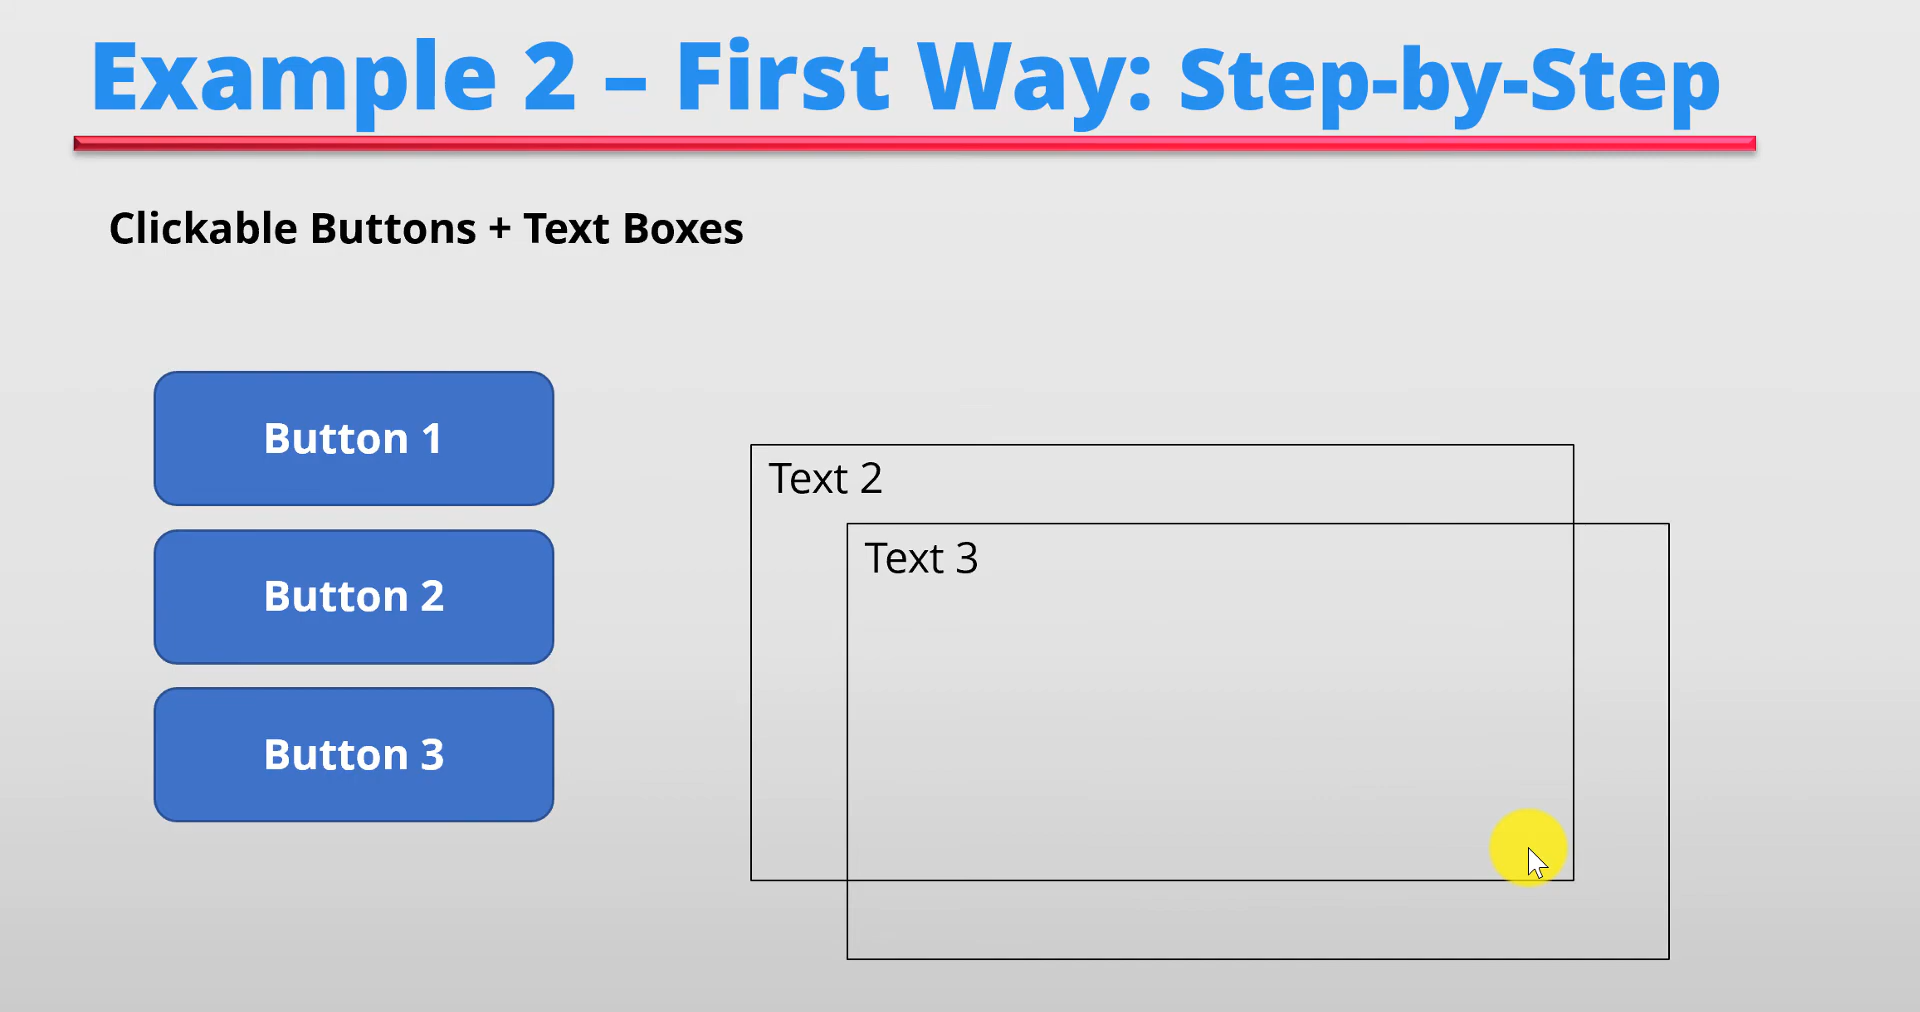 Example 2 – First Way: Step-by-Step
Clickable Buttons + Text Boxes
Button 1
Button 2
Button 3
Text 2
Text 3